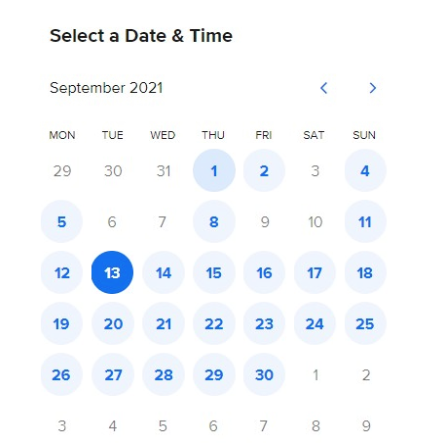 Select a Date & Time
September 2021
MON TUE WED THU FRI SAT SUN
29 30 31 1 2 3 4
5 6 7 8 9 10 11
12 13 14 15 16 17 18
19 20 21 22 23 24 25
26 27 28 29 30 1 2
3 4 5 6 7 8 9